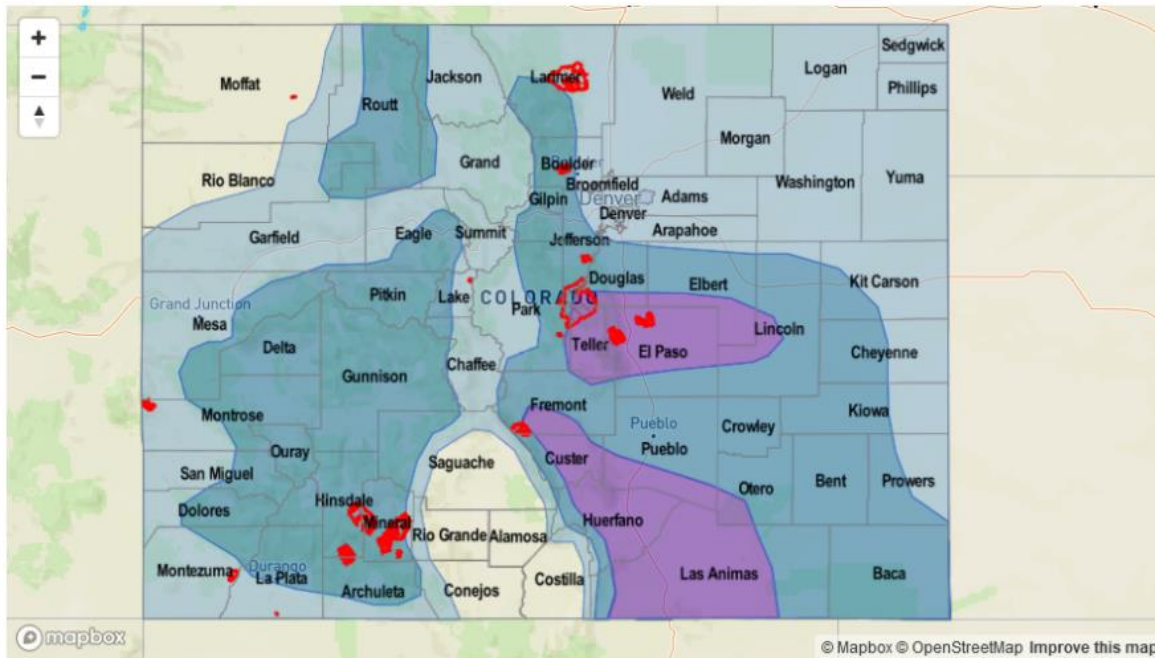 +
Sedgwick
−
Logan
Jackson
Larimer
Moffat
Phillips
Weld
Routt
Morgan
Grand
Boulder
Rio Blanco
Broomfield
Washington
Yuma
Gilpin
Denver
Adams
Denver
Eagle
Summit
Arapahoe
Garfield
Jefferson
Douglas
Elbert
Kit Carson
Pitkin
Lake
COLORADO
Grand Junction
Park
Mesa
Lincoln
Delta
Teller
El Paso
Cheyenne
Chaffee
Gunnison
Fremont
Montrose
Kiowa
Pueblo
Crowley
Ouray
Pueblo
Saguache
Custer
San Miguel
Bent
Prowers
Otero
Hinsdale
Dolores
Mineral
Huerfano
Rio Grande
Alamosa
Durango
Montezuma
La Plata
Costilla
Las Animas
Baca
Archuleta
Conejos
mapbox
© Mapbox © OpenStreetMap Improve this map